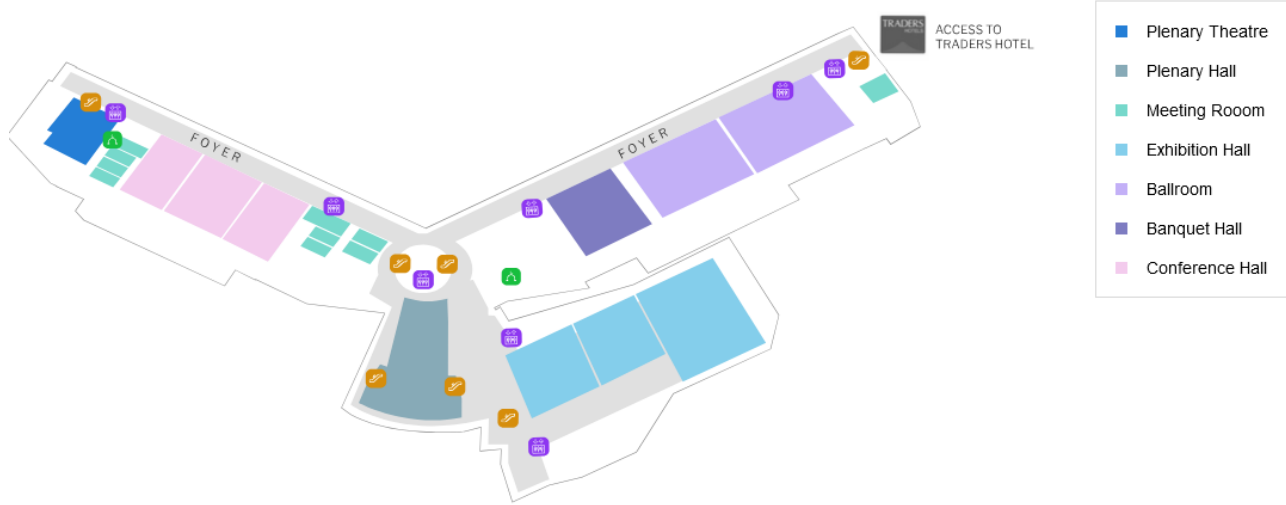 TRADERS
HOTELS
ACCESS TO
TRADERS HOTEL
FOYER
FOYER
Plenary Theatre
Plenary Hall
Meeting Rooom
Exhibition Hall
Ballroom
Banquet Hall
Conference Hall